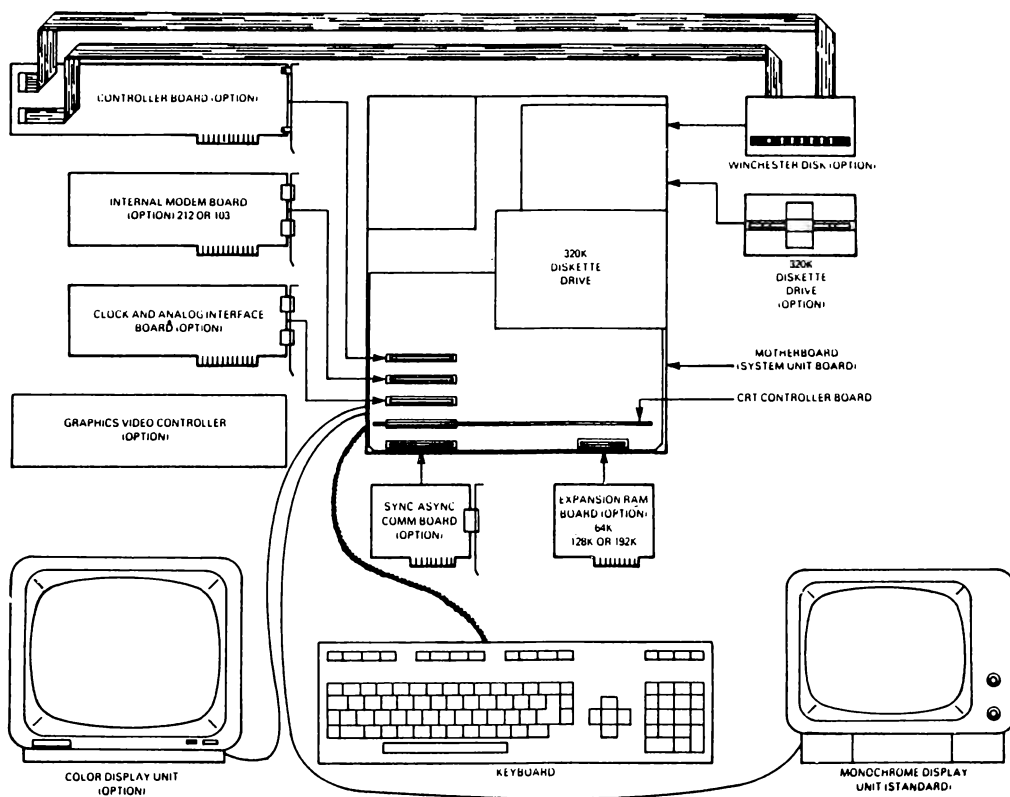 CONTROLLER BOARD (OPTION)
WINCHESTER DISK (OPTION)
INTERNAL MODEM BOARD
(OPTION) 212 OR 103
320K
DISKETTE
DRIVE
320K
DISKETTE
DRIVE
(OPTION)
CLOCK AND ANALOG INTERFACE
BOARD (OPTION)
MOTHERBOARD
(SYSTEM UNIT BOARD)
CRT CONTROLLER BOARD
GRAPHICS VIDEO CONTROLLER
(OPTION)
SYNC ASYNC
COMM BOARD
(OPTION)
EXPANSION RAM
BOARD (OPTION)
64K
128K OR 192K
COLOR DISPLAY UNIT
(OPTION)
KEYBOARD
MONOCHROME DISPLAY
UNIT (STANDARD)